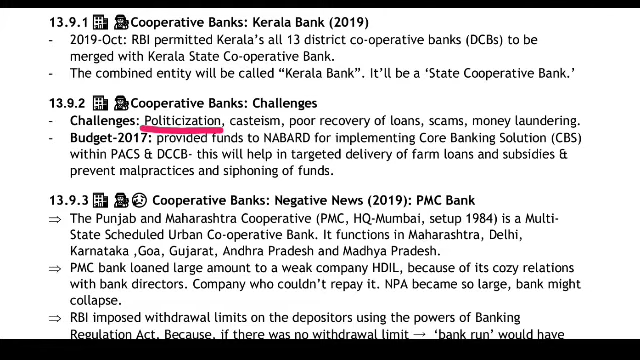 13.9.1 Cooperative Banks: Kerala Bank (2019)
- 2019-Oct: RBI permitted Kerala's all 13 district co-operative banks (DCBs) to be
merged with Kerala State Co-operative Bank.
- The combined entity will be called “Kerala Bank”. It'll be a ‘State Cooperative Bank.’
13.9.2 Cooperative Banks: Challenges
- Challenges: Politicization, casteism, poor recovery of loans, scams, money laundering.
- Budget-2017: provided funds to NABARD for implementing Core Banking Solution (CBS)
within PACS & DCCB- this will help in targeted delivery of farm loans and subsidies &
prevent malpractices and siphoning of funds.
13.9.3 Cooperative Banks: Negative News (2019): PMC Bank
⇒ The Punjab and Maharashtra Cooperative (PMC, HQ-Mumbai, setup 1984) is a Multi-
State Scheduled Urban Co-operative Bank. It functions in Maharashtra, Delhi,
Karnataka ,Goa, Gujarat, Andhra Pradesh and Madhya Pradesh.
⇒ PMC bank loaned large amount to a weak company HDIL, because of its cozy relations
with bank directors. Company who couldn't repay it. NPA became so large, bank might
collapse.
⇒ RBI imposed withdrawal limits on the depositors using the powers of Banking
Regulation Act. Because, if there was no withdrawal limit → ‘bank run’ would have